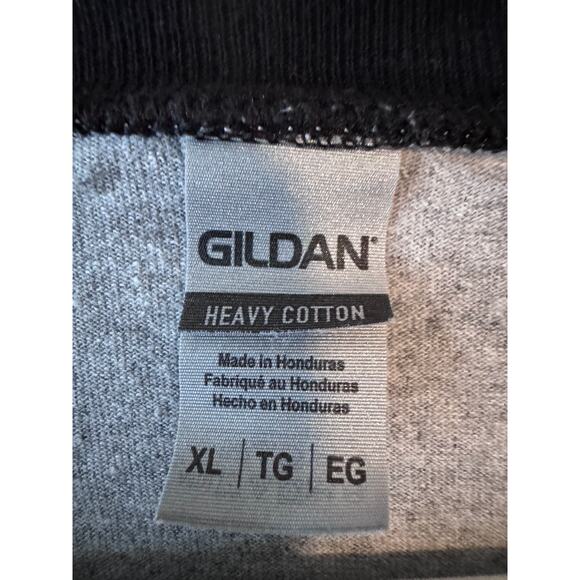 GILDAN®
HEAVY COTTON
Made in Honduras
Fabriqué au Honduras
Hecho en Honduras
XL | TG | EG